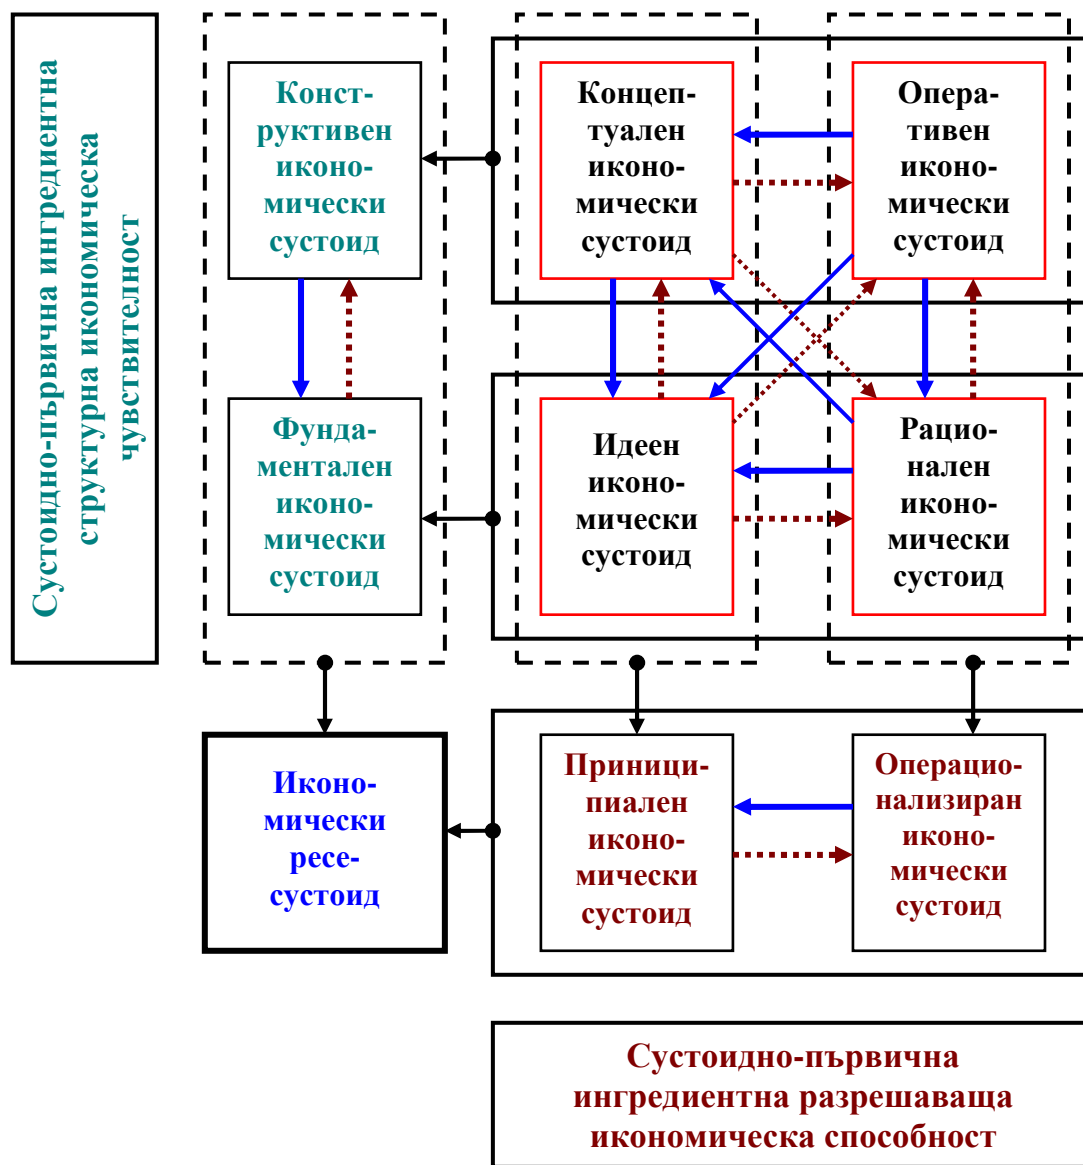 Сустоидно-първична ингредиентна
структурна икономическа
чувствителност
Конст-
руктивен
иконо-
мически
сустоид
Концеп-
туален
иконо-
мически
сустоид
Опера-
тивен
иконо-
мически
сустоид
Фунда-
ментален
иконо-
мически
сустоид
Идеен
иконо-
мически
сустоид
Рацио-
нален
иконо-
мически
сустоид
Иконо-
мически
ресе-
сустоид
Приници-
пиален
иконо-
мически
сустоид
Операцио-
нализиран
иконо-
мически
сустоид
Сустоидно-първична
ингредиентна разрешаваща
икономическа способност